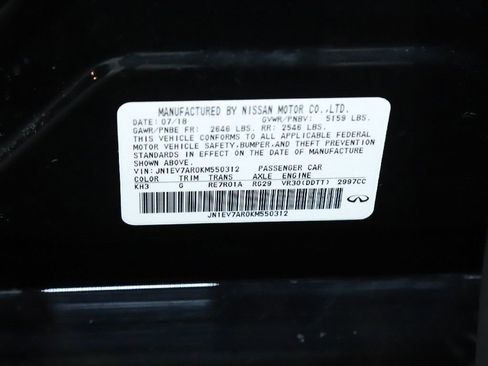 MANUFACTURED BY NISSAN MOTOR CO.,LTD.
DATE: 07/18 GVWR/PNBV: 5159 LBS.
GAWR/PNBE FR: 2646 LBS. RR: 2546 LBS.
THIS VEHICLE CONFORMS TO ALL APPLICABLE FEDERAL
MOTOR VEHICLE SAFETY,BUMPER,AND THEFT PREVENTION
STANDARDS IN EFFECT ON THE DATE OF MANUFACTURE
SHOWN ABOVE.
VIN: JN1EV7AR0KM550312 PASSENGER CAR
COLOR TRIM TRANS AXLE ENGINE
KH3 G RE7R01A RG29 VR30(DDTT) 2997CC
JN1EV7AR0KM550312